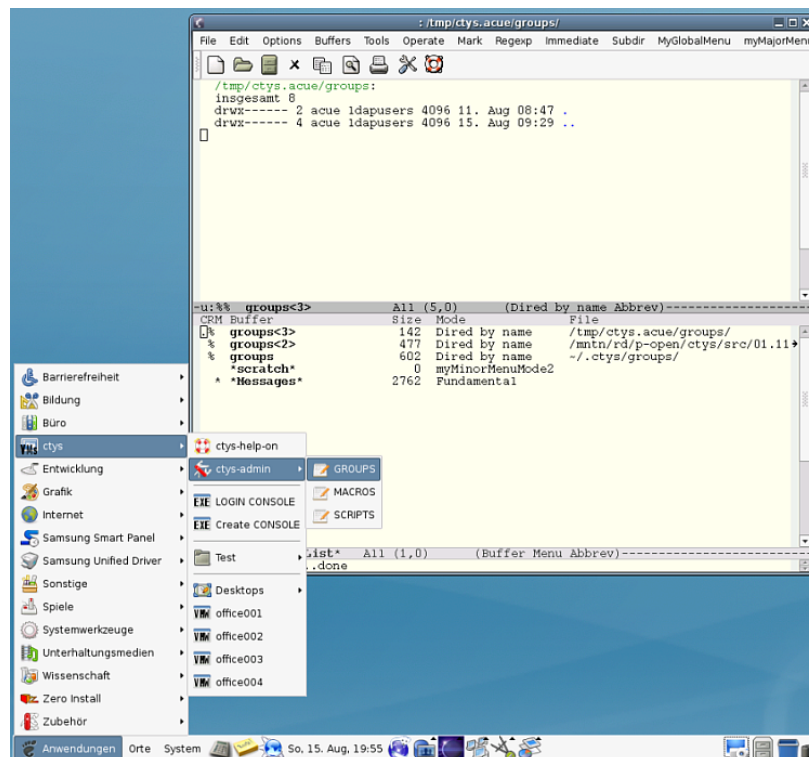 : /tmp/ctys.acue/groups/
File Edit Options Buffers Tools Operate Mark Regexp Immediate Subdir MyGlobalMenu myMajorMenu
/tmp/ctys.acue/groups:
insgesamt 8
drwx------ 2 acue ldapusers 4096 11. Aug 08:47 .
drwx------ 4 acue ldapusers 4096 15. Aug 09:29 ..
-u:%% groups<3> All (5,0) (Dired by name Abbrev)----------------
CRM Buffer Size Mode File
.% groups<3> 142 Dired by name /tmp/ctys.acue/groups/
% groups<2> 477 Dired by name /mntn/rd/p-open/ctys/src/01.11
% groups 602 Dired by name ~/.ctys/groups/
*scratch* 0 myMinorMenuMode2
* *Messages* 2762 Fundamental
List* All (1,0) (Buffer Menu Abbrev)--------------------
..done
Barrierefreiheit
Bildung
Büro
ctys
Entwicklung
Grafik
Internet
Samsung Smart Panel
Samsung Unified Driver
Sonstige
Spiele
Systemwerkzeuge
Unterhaltungsmedien
Wissenschaft
Zero Install
Zubehör
ctys-help-on
ctys-admin
EXE LOGIN CONSOLE
EXE Create CONSOLE
Test
Desktops
VMW office001
VMW office002
VMW office003
VMW office004
GROUPS
MACROS
SCRIPTS
Anwendungen Orte System So, 15. Aug, 19:55